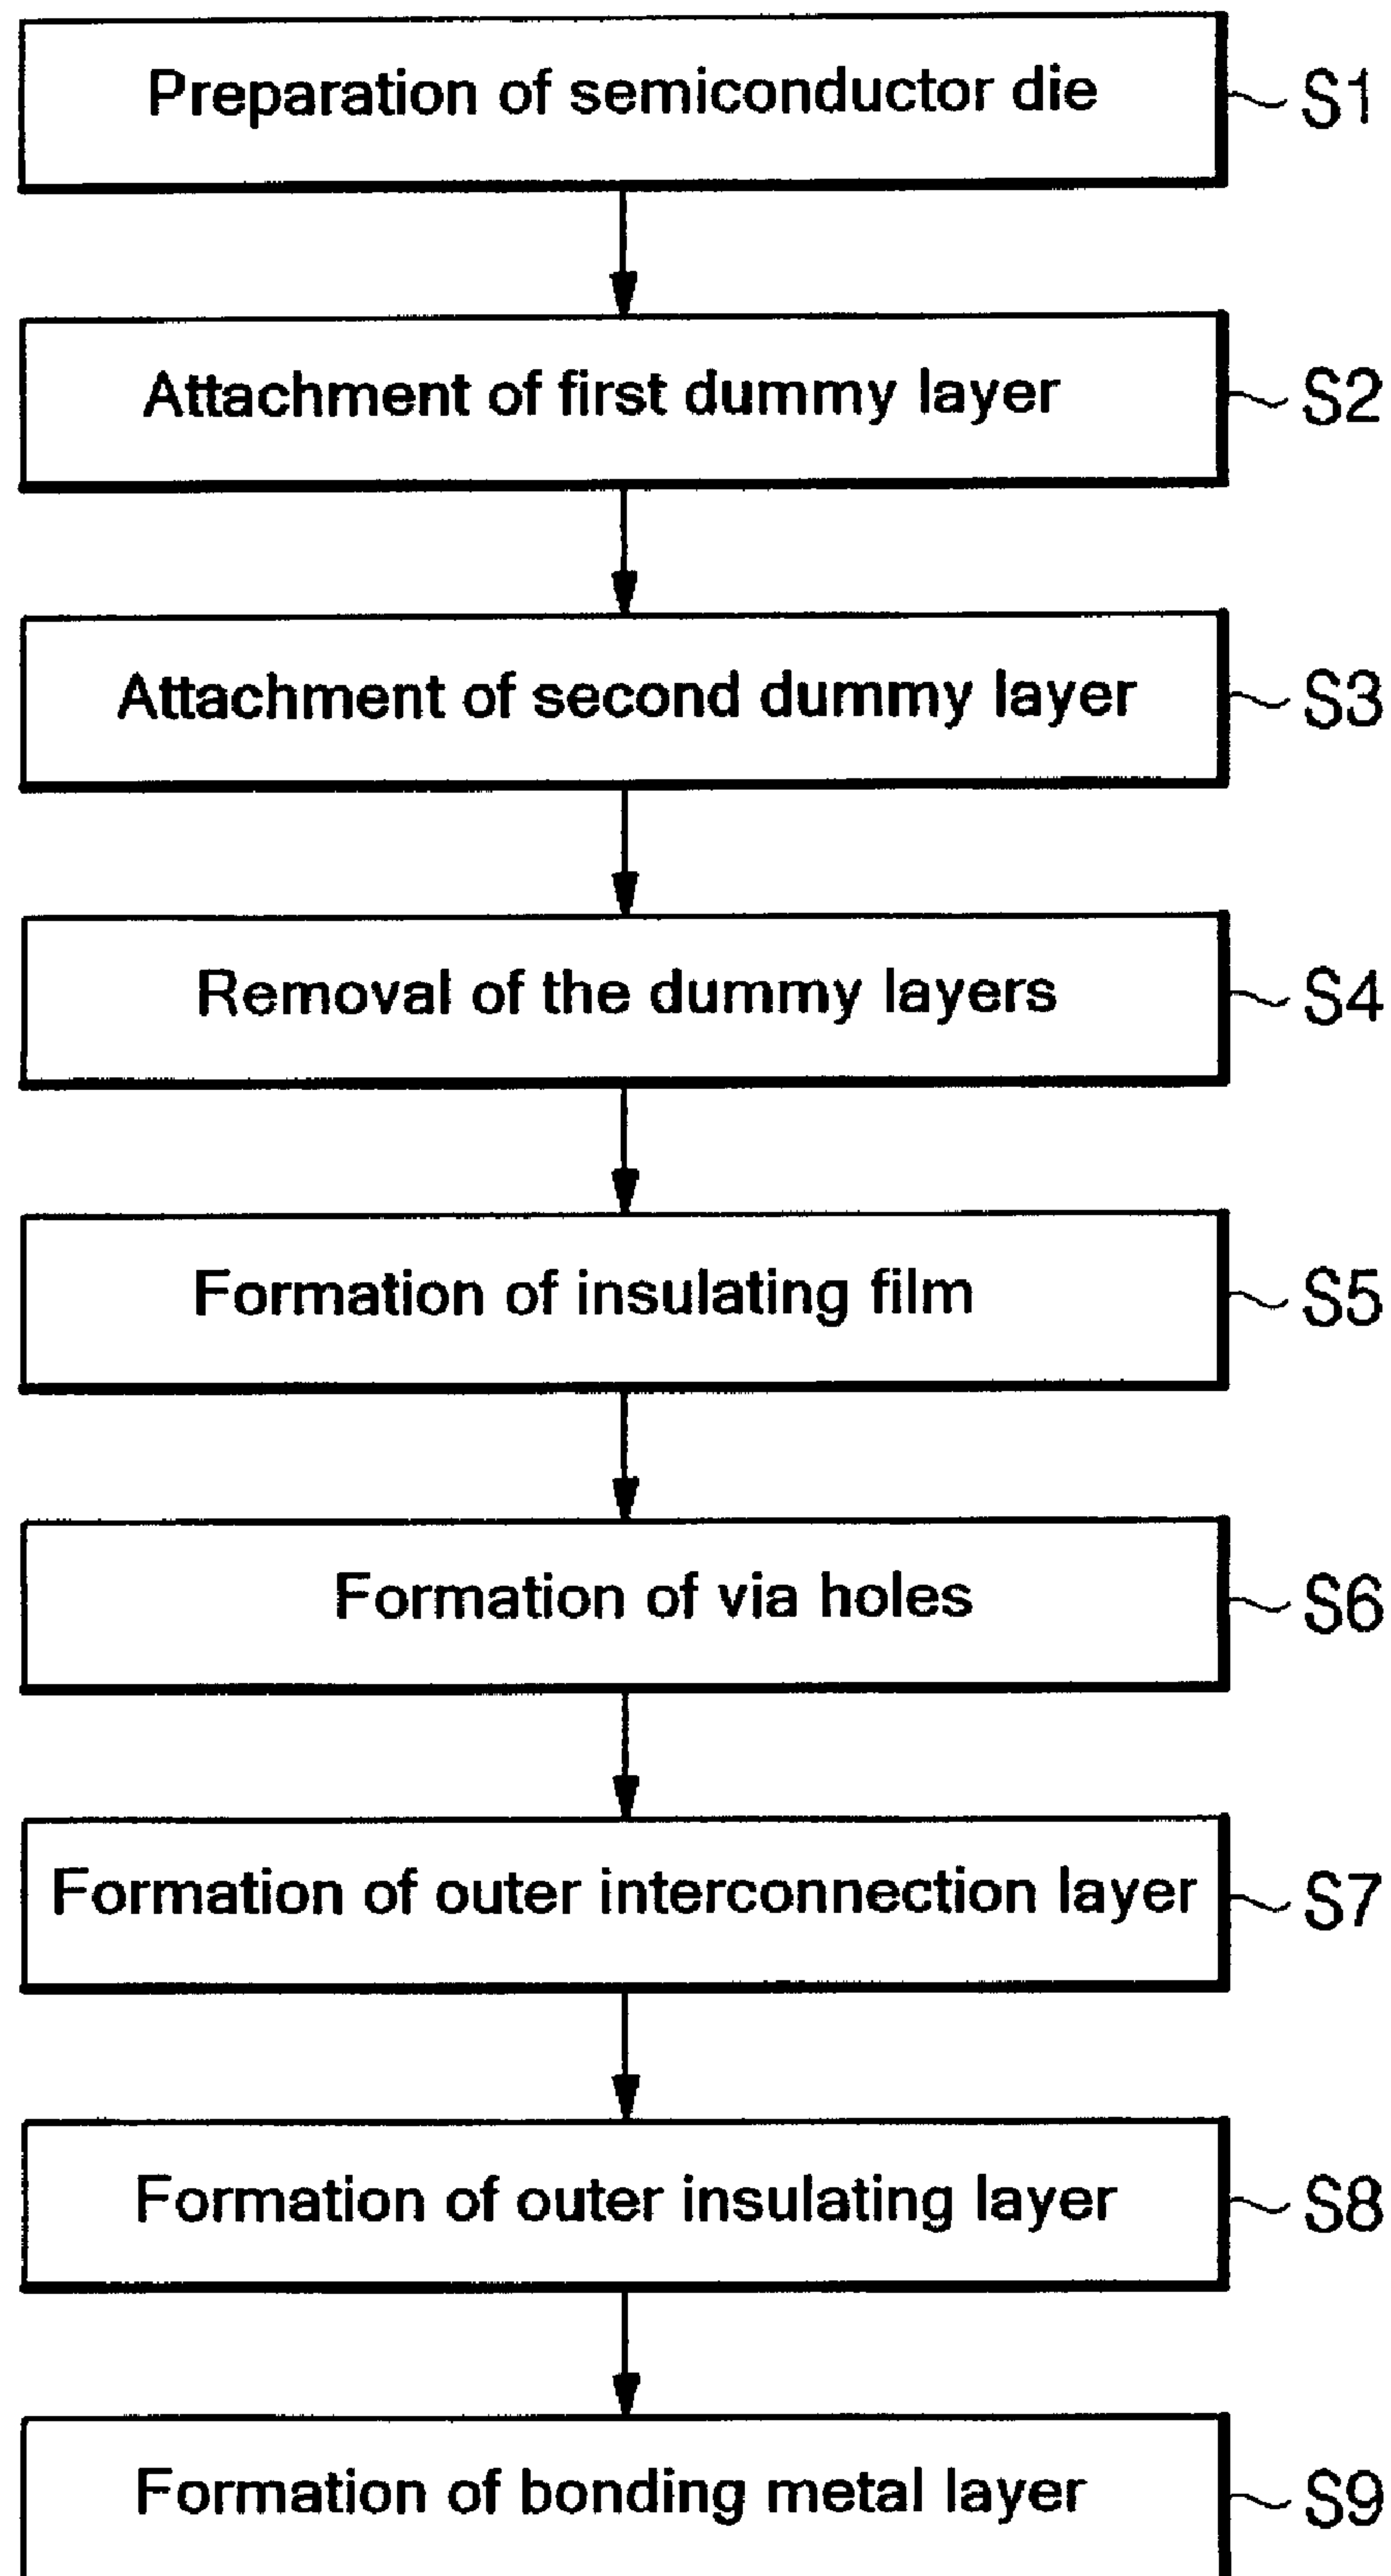 Preparation of semiconductor die S1
Attachment of first dummy layer S2
Attachment of second dummy layer S3
Removal of the dummy layers S4
Formation of insulating film S5
Formation of via holes S6
Formation of outer interconnection layer S7
Formation of outer insulating layer S8
Formation of bonding metal layer S9